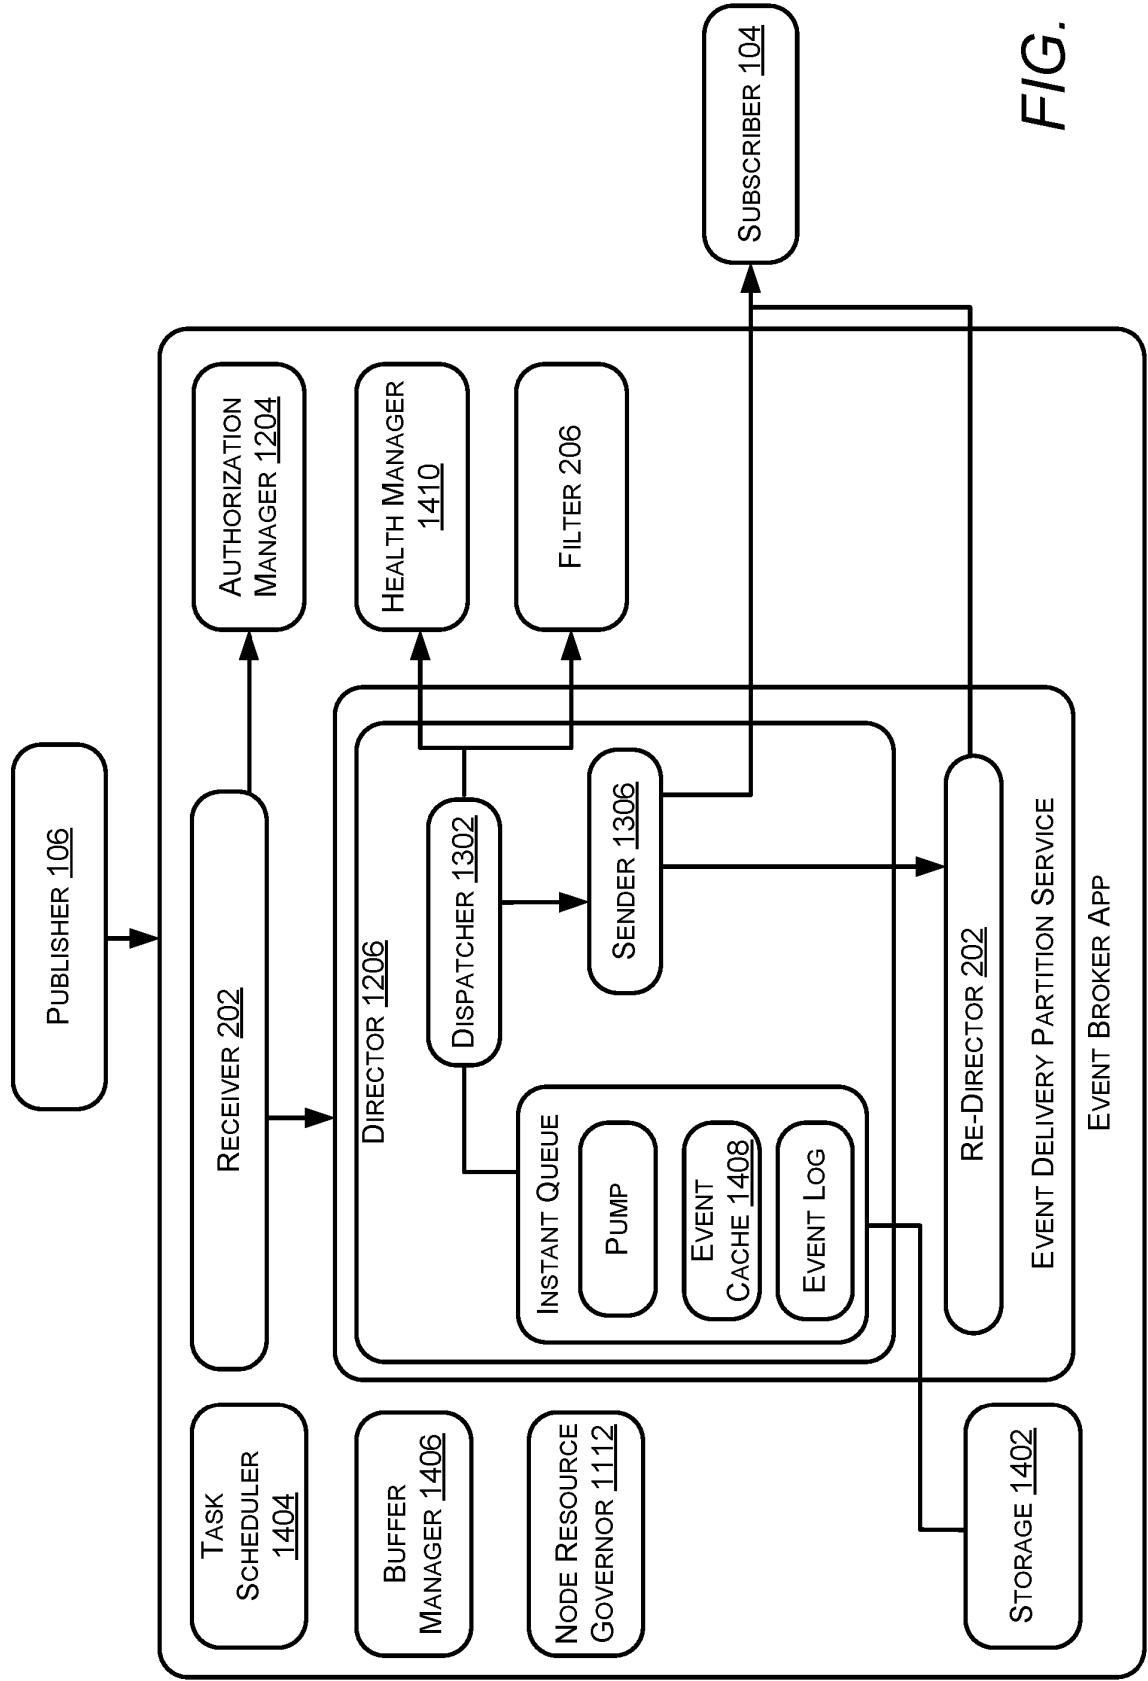 PUBLISHER 106
TASK
SCHEDULER
1404
RECEIVER 202
AUTHORIZATION
MANAGER 1204
BUFFER
MANAGER 1406
DIRECTOR 1206
HEALTH MANAGER
1410
DISPATCHER 1302
NODE RESOURCE
GOVERNOR 1112
INSTANT QUEUE
PUMP
EVENT
CACHE 1408
EVENT LOG
SENDER 1306
FILTER 206
SUBSCRIBER 104
STORAGE 1402
RE-DIRECTOR 202
EVENT DELIVERY PARTITION SERVICE
EVENT BROKER APP
FIG.